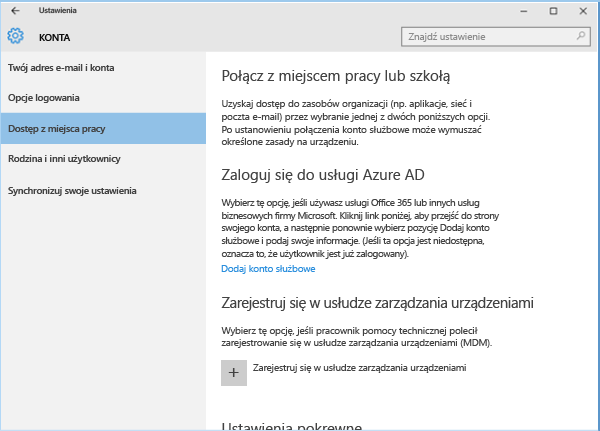 Ustawienia
KONTA
Znajdź ustawienie
Twój adres e-mail i konta
Opcje logowania
Dostęp z miejsca pracy
Rodzina i inni użytkownicy
Synchronizuj swoje ustawienia
Połącz z miejscem pracy lub szkołą
Uzyskaj dostęp do zasobów organizacji (np. aplikacje, sieć i
poczta e-mail) przez wybranie jednej z dwóch poniższych opcji.
Po ustanowieniu połączenia konto służbowe może wymuszać
określone zasady na urządzeniu.
Zaloguj się do usługi Azure AD
Wybierz tę opcję, jeśli używasz usługi Office 365 lub innych usług
biznesowych firmy Microsoft. Kliknij link poniżej, aby przejść do strony
swojego konta, a następnie ponownie wybierz pozycję Dodaj konto
służbowe i podaj swoje informacje. (Jeśli ta opcja jest niedostępna,
oznacza to, że użytkownik jest już zalogowany).
Dodaj konto służbowe
Zarejestruj się w usłudze zarządzania urządzeniami
Wybierz tę opcję, jeśli pracownik pomocy technicznej polecił
zarejestrowanie się w usłudze zarządzania urządzeniami (MDM).
Zarejestruj się w usłudze zarządzania urządzeniami
Ustawienia pokrewne